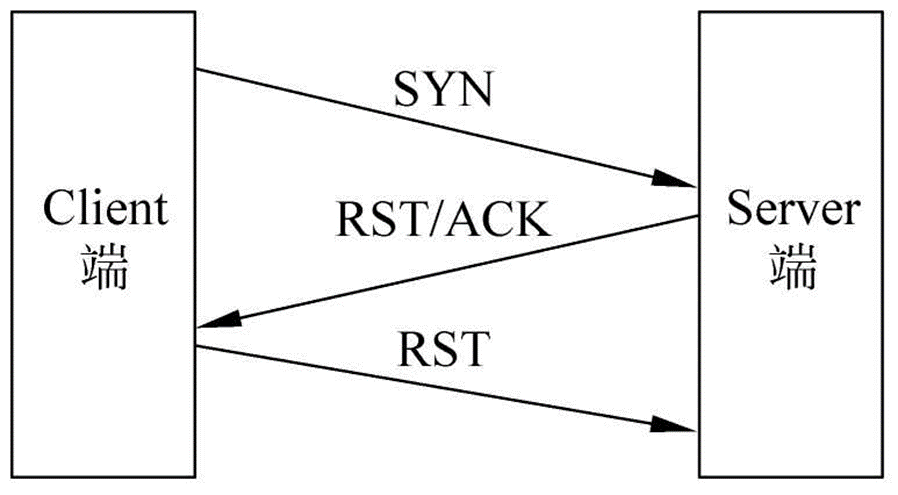 SYN
Client
端
RST/ACK
Server
端
RST